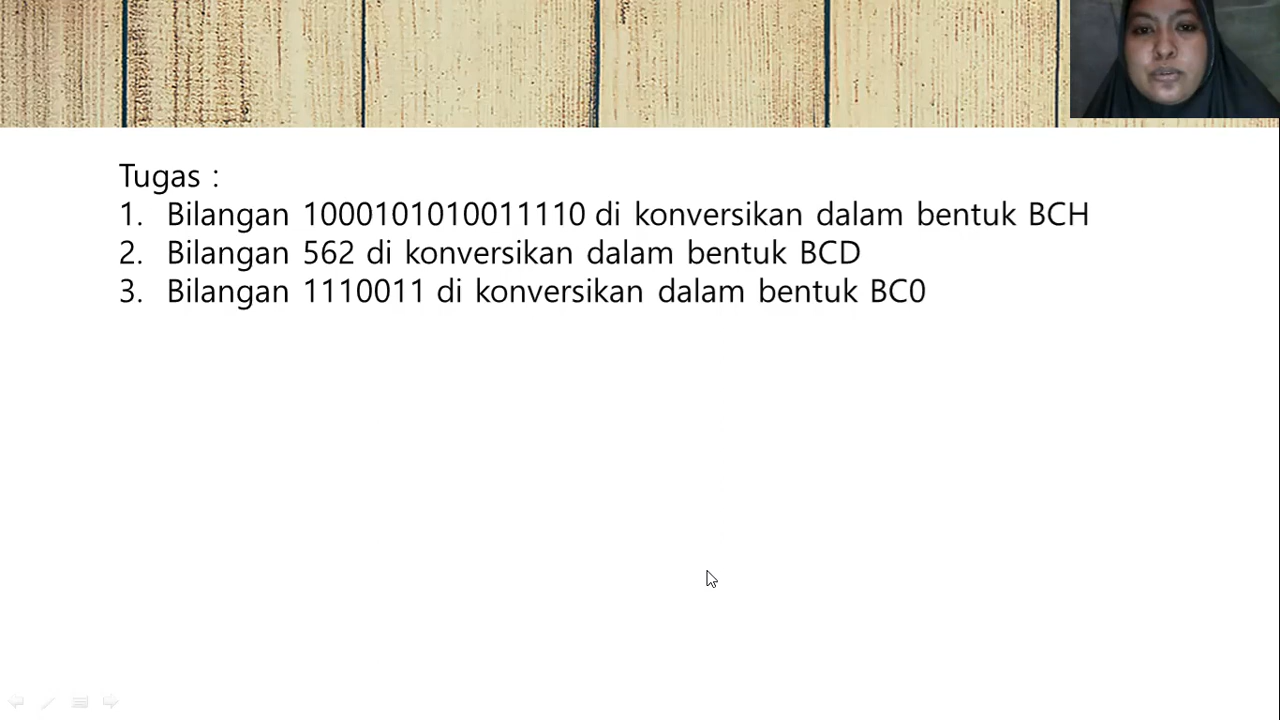 Tugas :
1. Bilangan 1000101010011110 di konversikan dalam bentuk BCH
2. Bilangan 562 di konversikan dalam bentuk BCD
3. Bilangan 1110011 di konversikan dalam bentuk BC0